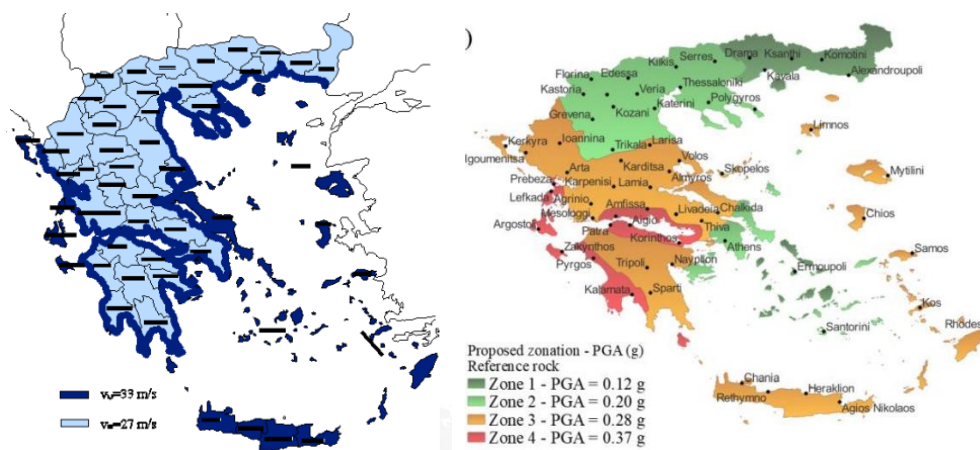 v =33 m/s
v =27 m/s
)
Drama
Ksanthi
Komotini
Serres
Kilkis
Kavala
Alexandroupoli
Florina
Edessa
Thessaloniki
Kastoria
Veria
Polygyros
Katerini
Kozani
Grevena
Limnos
Kerkyra
Ioannina
Larisa
Trikala
Igoumenitsa
Volos
Karditsa
Skopelos
Arta
Almyros
Mytilini
Prebeza
Karpenisi
Lamia
Lefkada
Agrinio
Amfissa
Chalkida
Mesologgi
Livadeia
Chios
Argostoli
Patra
Aigio
Thiva
Korinthos
Athens
Zakynthos
Samos
Pyrgos
Tripoli
Nayplion
Ermoupoli
Kalamata
Sparti
Kos
Rhodes
Santorini
Proposed zonation - PGA (g)
Reference rock
Zone 1 - PGA = 0.12 g
Zone 2 - PGA = 0.20 g
Zone 3 - PGA = 0.28 g
Zone 4 - PGA = 0.37 g
Chania
Heraklion
Rethymno
Agios Nikolaos